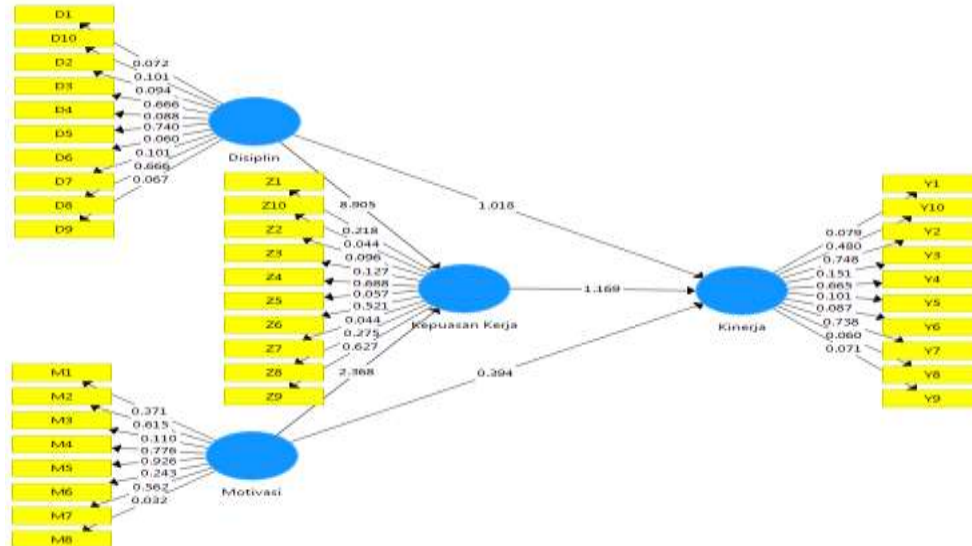 D1
D10
D2
D3
D4
D5
D6
D7
D8
D9
0.072
0.101
0.094
0.666
0.088
0.740
0.060
0.101
0.666
0.067
Disiplin
Z1
Z10
Z2
Z3
Z4
Z5
Z6
Z7
Z8
Z9
0.218
0.044
0.096
0.127
0.688
0.057
0.521
0.044
0.275
0.627
Kepuasan Kerja
8.905
2.368
1.018
1.169
0.394
M1
M2
M3
M4
M5
M6
M7
M8
0.371
0.615
0.110
0.776
0.926
0.243
0.562
0.032
Motivasi
Kinerja
0.079
0.480
0.748
0.151
0.665
0.101
0.087
0.738
0.060
0.071
Y1
Y10
Y2
Y3
Y4
Y5
Y6
Y7
Y8
Y9